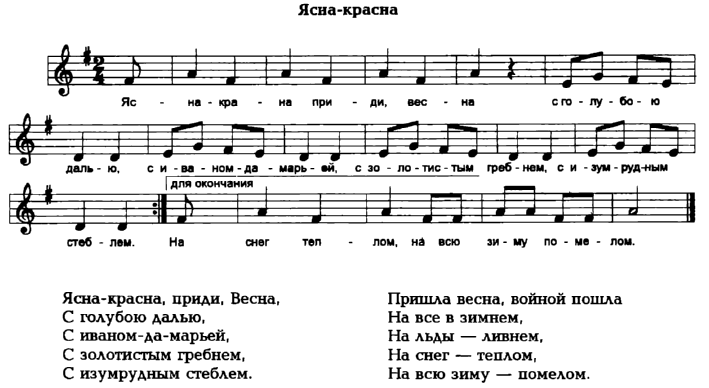 Ясна-красна
Яс - на-кра - на при - ди, вес - на с го - лу - бо - ю
даль - ю, с и - ва - ном-да - марь - ей, с зо - ло - тис - тым греб - нем, с и - зум - руд-ным
для окончания
стеб - лем. На снег теп - лом, на всю зи - му по - ме - лом.
Ясна-красна, приди, Весна,
С голубою далью,
С иваном-да-марьей,
С золотистым гребнем,
С изумрудным стеблем.
Пришла весна, войной пошла
На все в зимнем,
На льды — ливнем,
На снег — теплом,
На всю зиму — помелом.